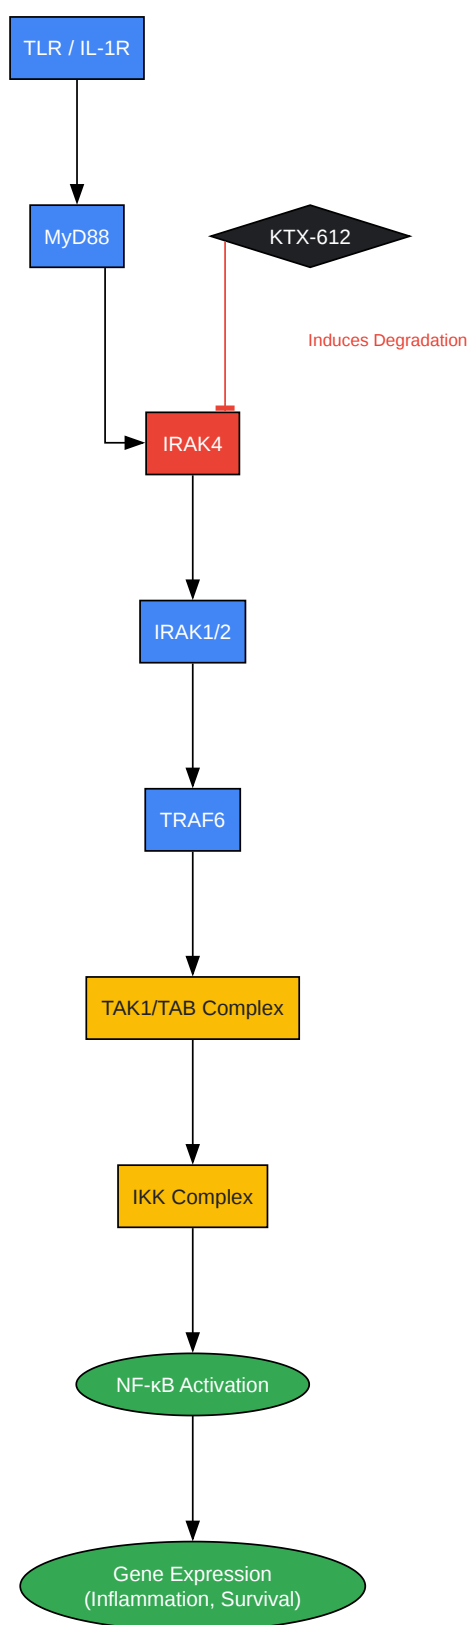 TLR / IL-1R
MyD88
KTX-612
Induces Degradation
IRAK4
IRAK1/2
TRAF6
TAK1/TAB Complex
IKK Complex
NF-κB Activation
Gene Expression
(Inflammation, Survival)